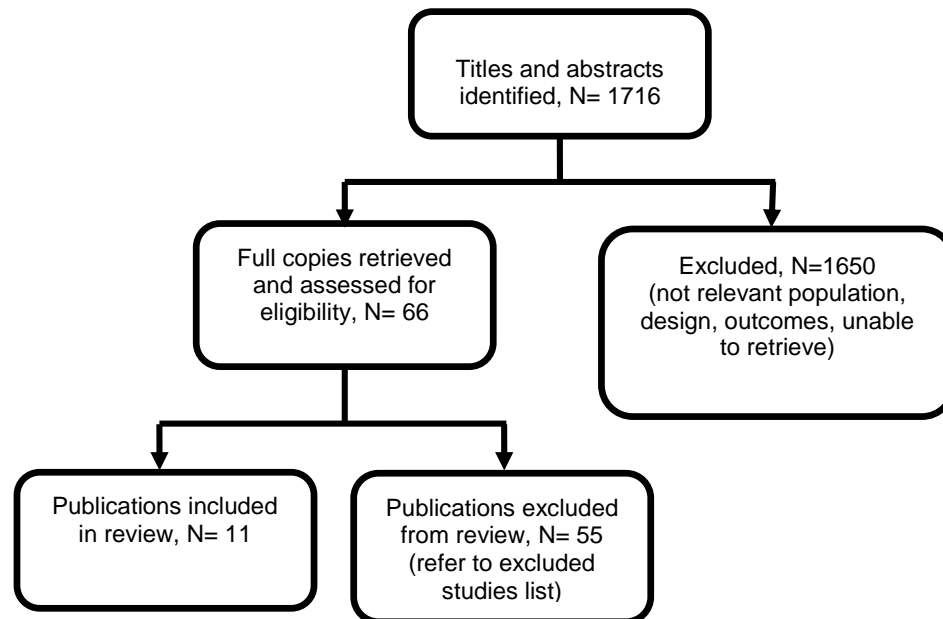 Titles and abstracts
identified, N= 1716
Full copies retrieved
and assessed for
eligibility, N= 66
Excluded, N=1650
(not relevant population,
design, outcomes, unable
to retrieve)
Publications included
in review, N= 11
Publications excluded
from review, N= 55
(refer to excluded
studies list)